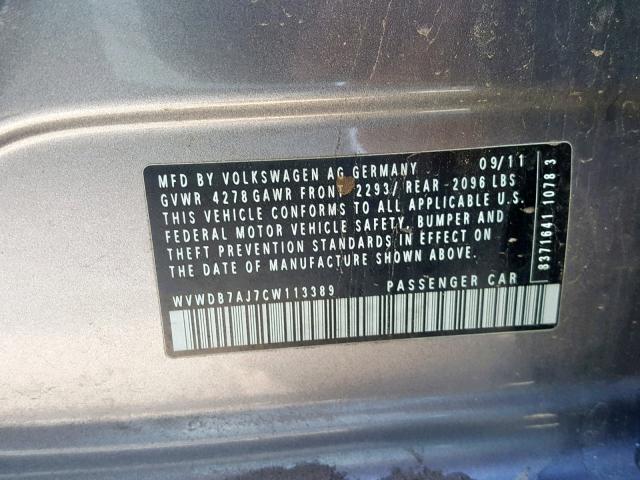 MFD BY VOLKSWAGEN AG GERMANY 09/11
GVWR 4278 GAWR FRONT 2293/ REAR-2096 LBS
THIS VEHICLE CONFORMS TO ALL APPLICABLE U.S.
FEDERAL MOTOR VEHICLE SAFETY, BUMPER AND
THEFT PREVENTION STANDARDS IN EFFECT ON
THE DATE OF MANUFACTURE SHOWN ABOVE.
WVWDB7AJ7CW113389 PASSENGER CAR
8371641 1078 3